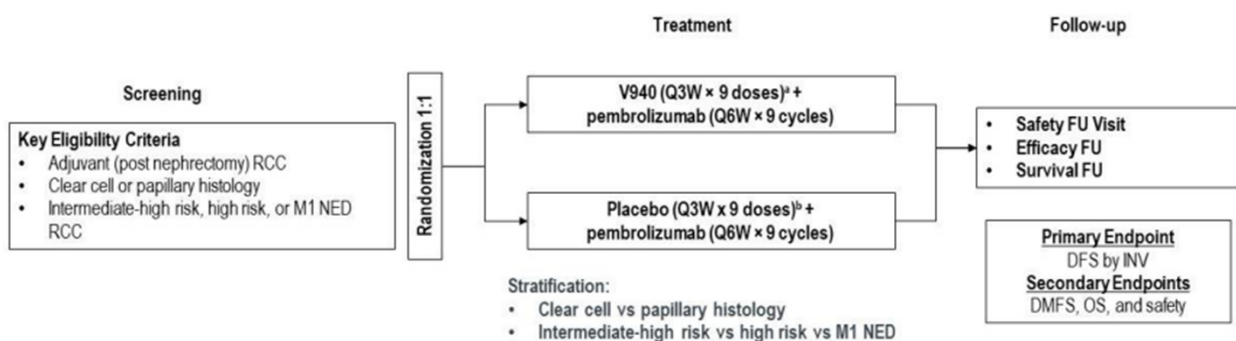 Screening
Key Eligibility Criteria
• Adjuvant (post nephrectomy) RCC
• Clear cell or papillary histology
• Intermediate-high risk, high risk, or M1 NED
RCC
Randomization 1:1
Treatment
V940 (Q3W × 9 doses)ᵃ +
pembrolizumab (Q6W × 9 cycles)
Placebo (Q3W x 9 doses)ᵇ +
pembrolizumab (Q6W × 9 cycles)
Stratification:
• Clear cell vs papillary histology
• Intermediate-high risk vs high risk vs M1 NED
Follow-up
• Safety FU Visit
• Efficacy FU
• Survival FU
Primary Endpoint
DFS by INV
Secondary Endpoints
DMFS, OS, and safety